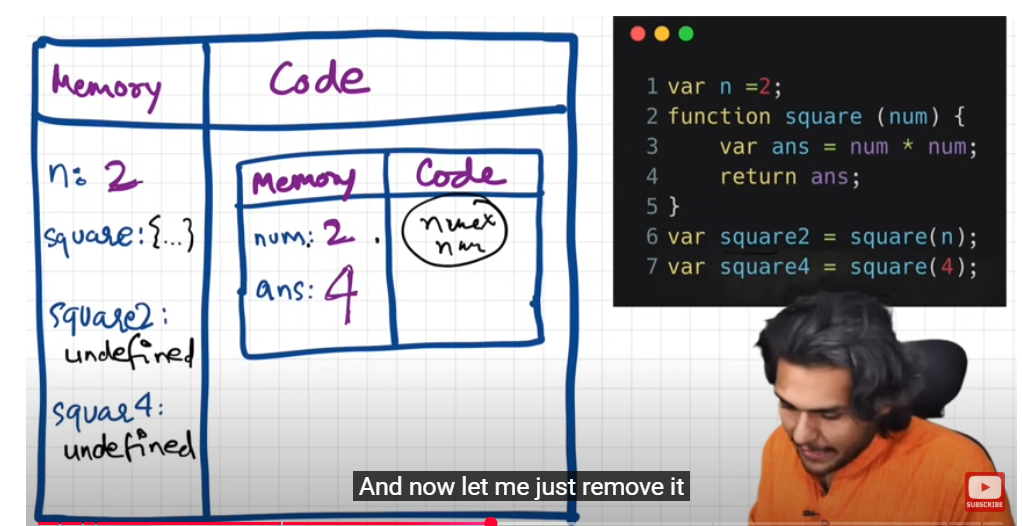 Memory
Code
n: 2
square:{...}
square2:
undefined
squar4:
undefined
Memory
Code
num: 2 .
num x
num
ans: 4
1 var n =2;
2 function square (num) {
3 var ans = num * num;
4 return ans;
5 }
6 var square2 = square(n);
7 var square4 = square(4);
And now let me just remove it
SUBSCRIBE